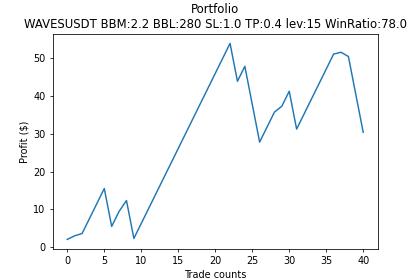 Portfolio
WAVESUSDT BBM:2.2 BBL:280 SL:1.0 TP:0.4 lev:15 WinRatio:78.0
Profit ($)
50
40
30
20
10
0
0 5 10 15 20 25 30 35 40
Trade counts